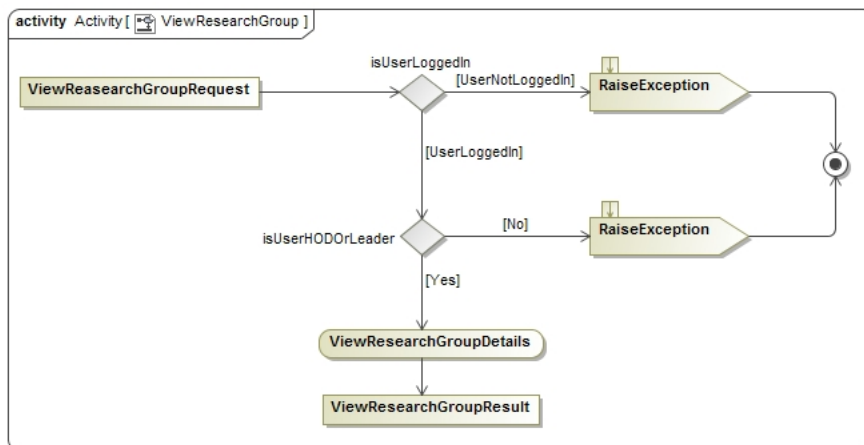 activity Activity [ ViewResearchGroup ]
isUserLoggedIn
ViewReasearchGroupRequest
[UserNotLoggedIn]
RaiseException
[UserLoggedIn]
isUserHODOrLeader
[No]
RaiseException
[Yes]
ViewResearchGroupDetails
ViewResearchGroupResult